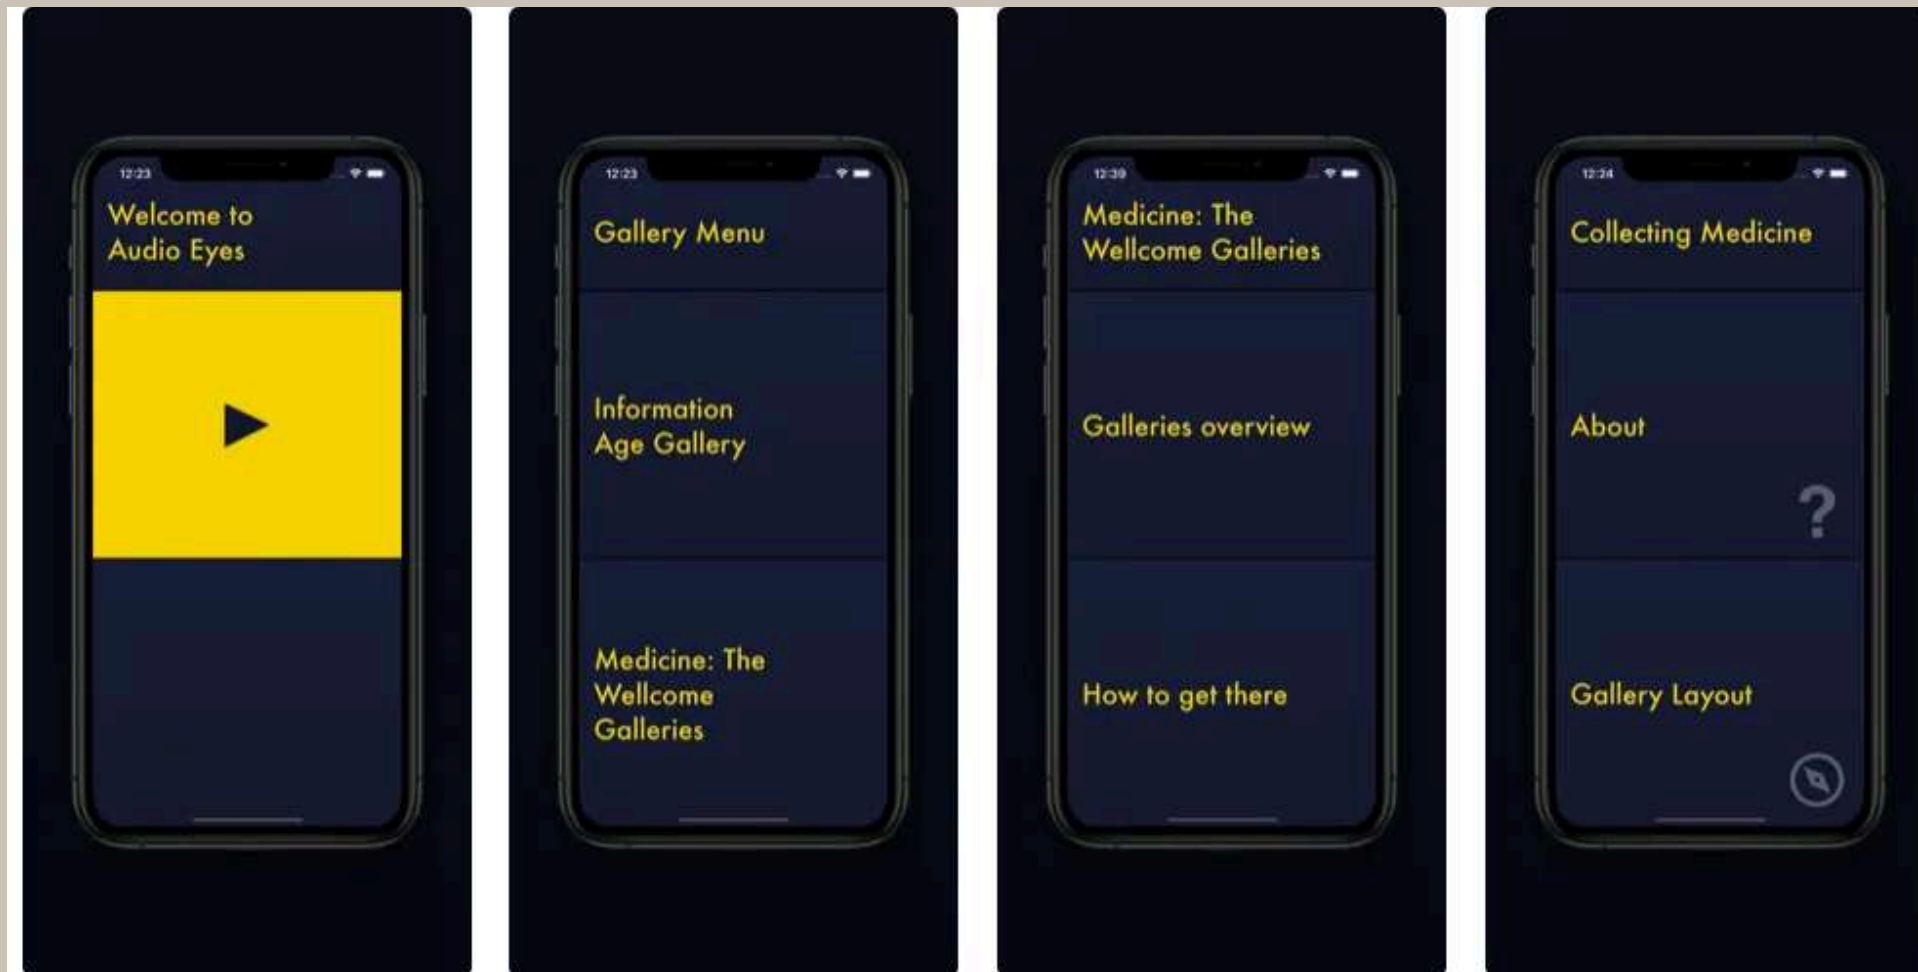 12:23
Welcome to
Audio Eyes
12:23
Gallery Menu
Information
Age Gallery
Medicine: The
Wellcome
Galleries
12:39
Medicine: The
Wellcome Galleries
Galleries overview
How to get there
12:24
Collecting Medicine
About
?
Gallery Layout